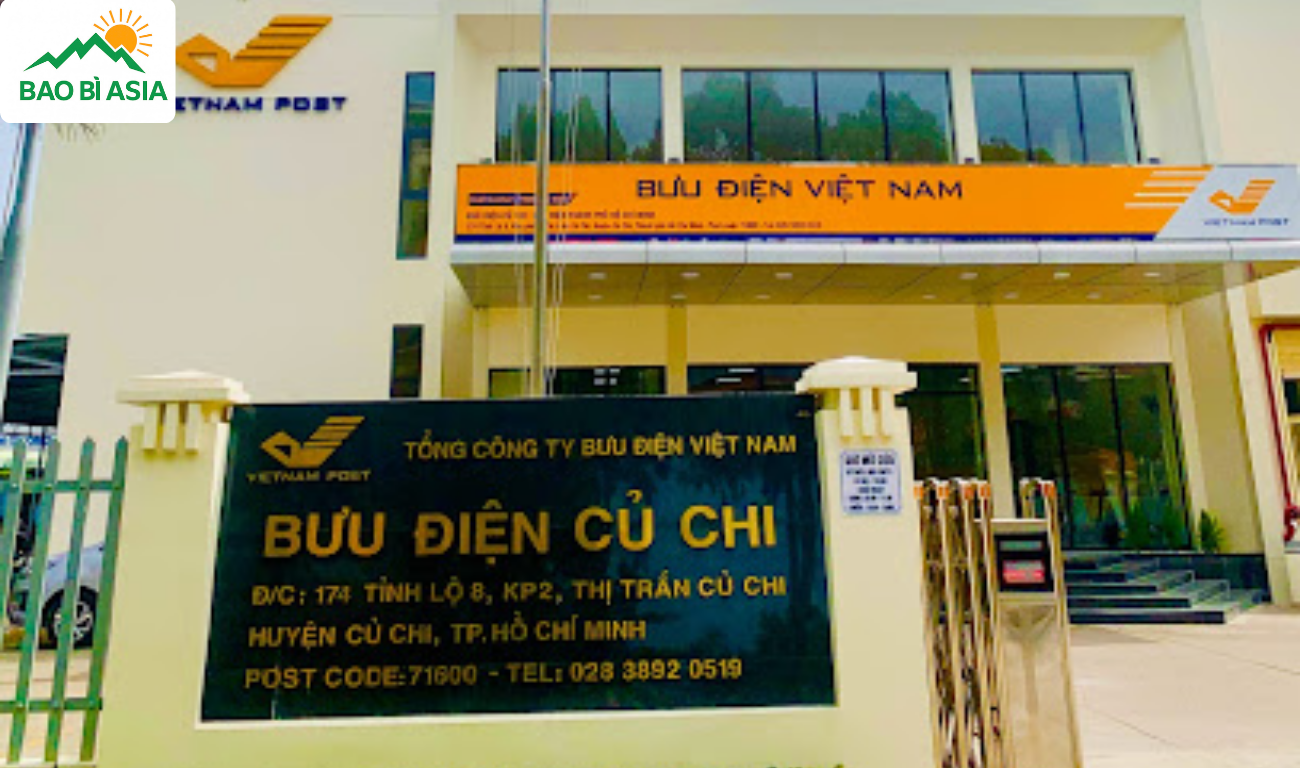 BAO BÌ ASIA
ETNAM POST
BƯU ĐIỆN VIỆT NAM
VIETNAM POST
VIETNAM POST
TỔNG CÔNG TY BƯU ĐIỆN VIỆT NAM
BƯU ĐIỆN CỦ CHI
Đ/C: 174 TỈNH LỘ 8, KP2, THỊ TRẤN CỦ CHI
HUYỆN CỦ CHI, TP. HỒ CHÍ MINH
POST CODE:71600 - TEL: 028 3892 0519